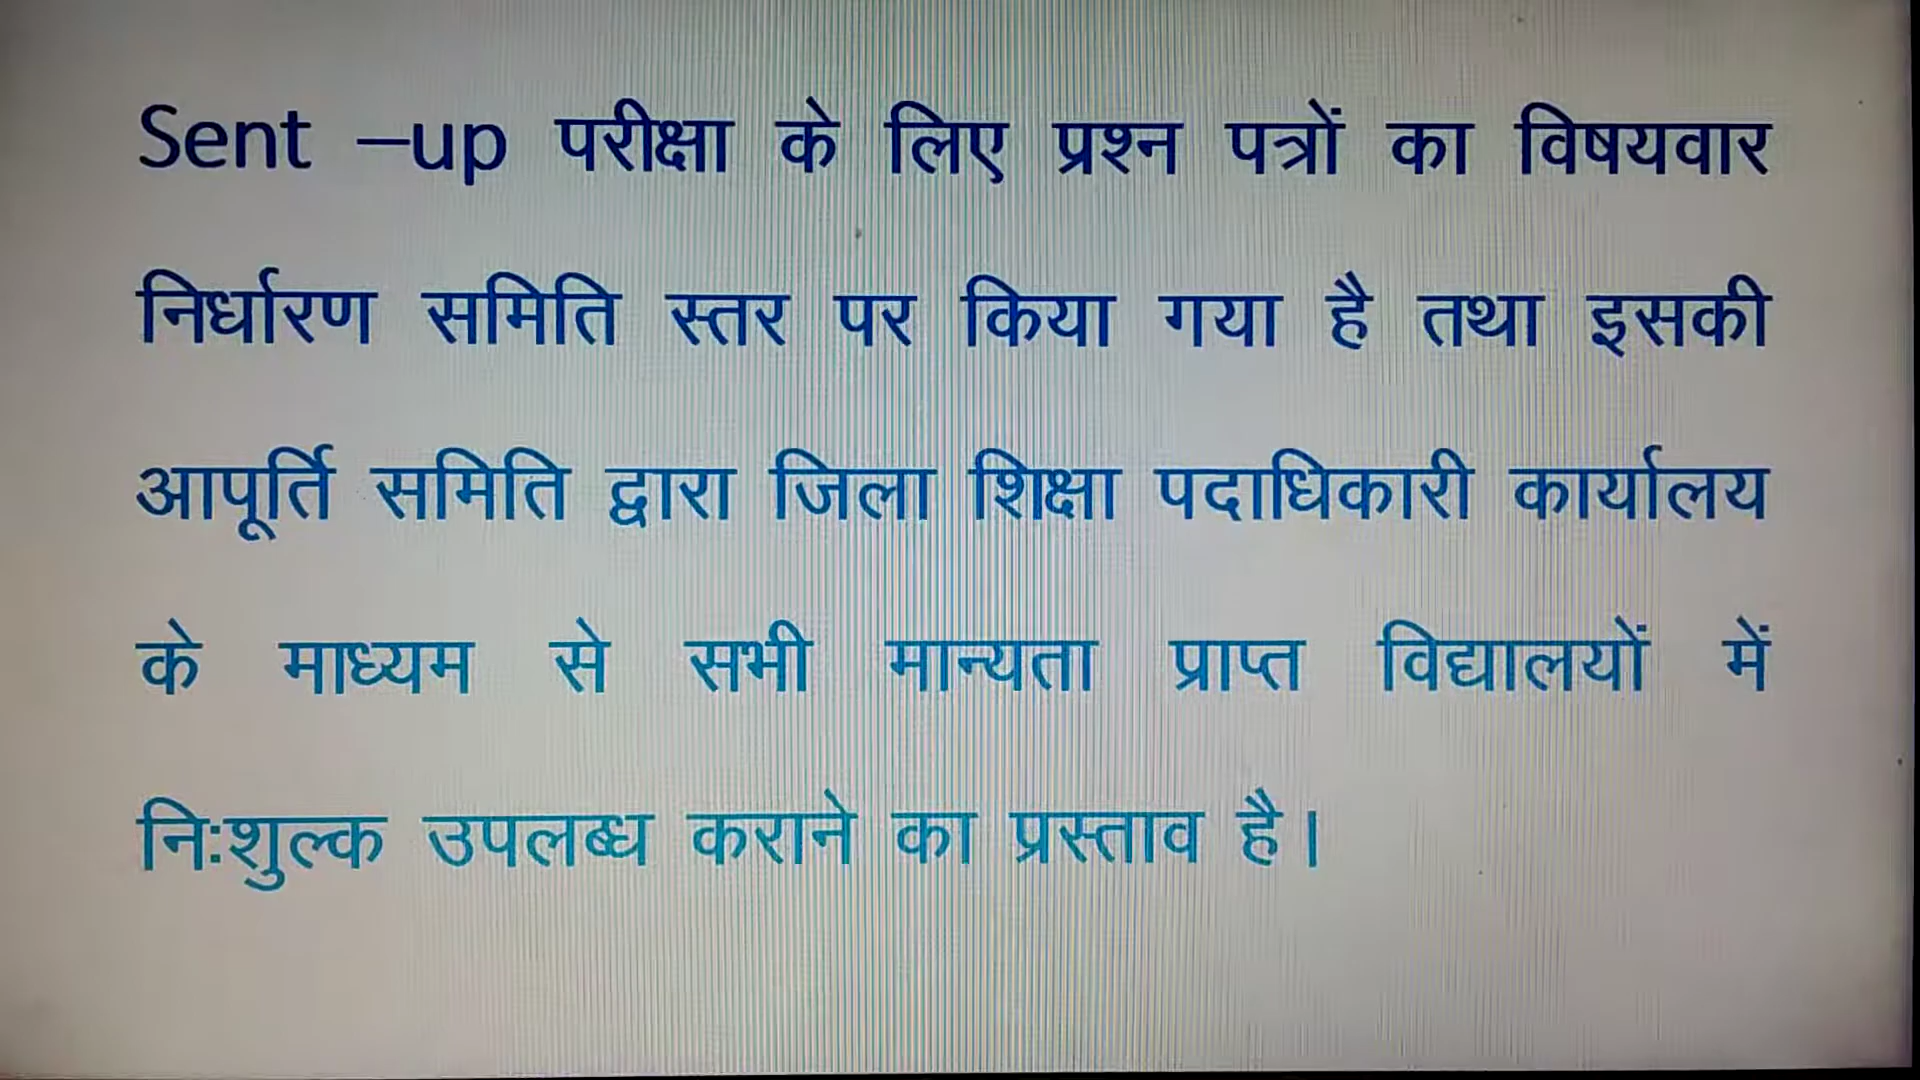 Sent –up परीक्षा के लिए प्रश्न पत्रों का विषयवार
निर्धारण समिति स्तर पर किया गया है तथा इसकी
आपूर्ति समिति द्वारा जिला शिक्षा पदाधिकारी कार्यालय
के माध्यम से सभी मान्यता प्राप्त विद्यालयों में
नि:शुल्क उपलब्ध कराने का प्रस्ताव है।